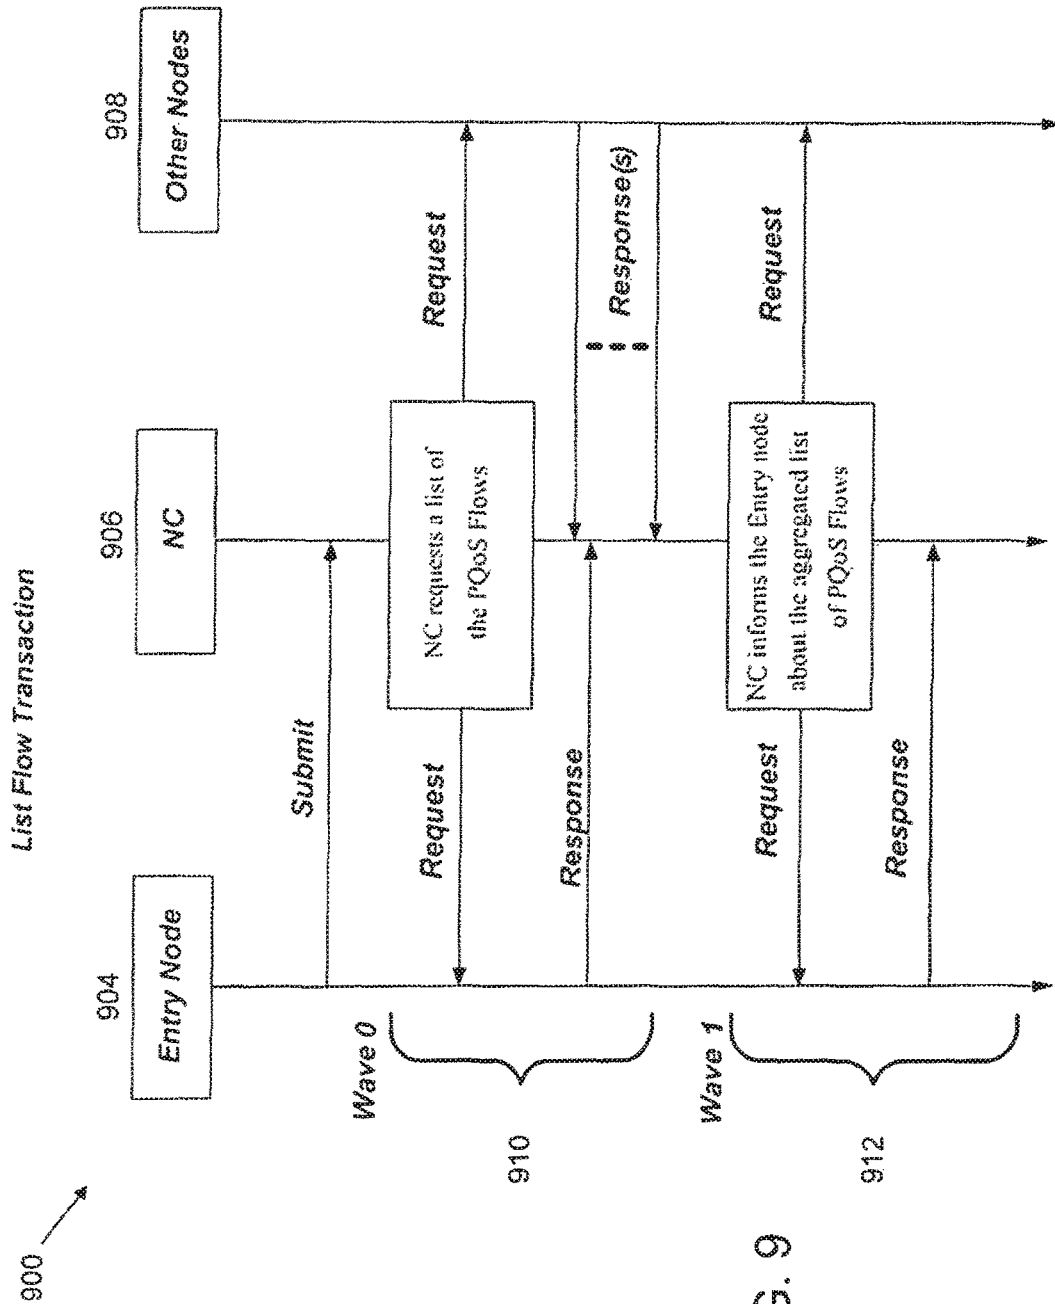 900
List Flow Transaction
904
906
908
Entry Node
NC
Other Nodes
Submit
Wave 0
Request
NC requests a list of
the PQoS Flows
Request
910
Response
Response(s)
Wave 1
Request
NC informs the Entry node
about the aggregated list
of PQoS Flows
Request
912
Response
G. 9